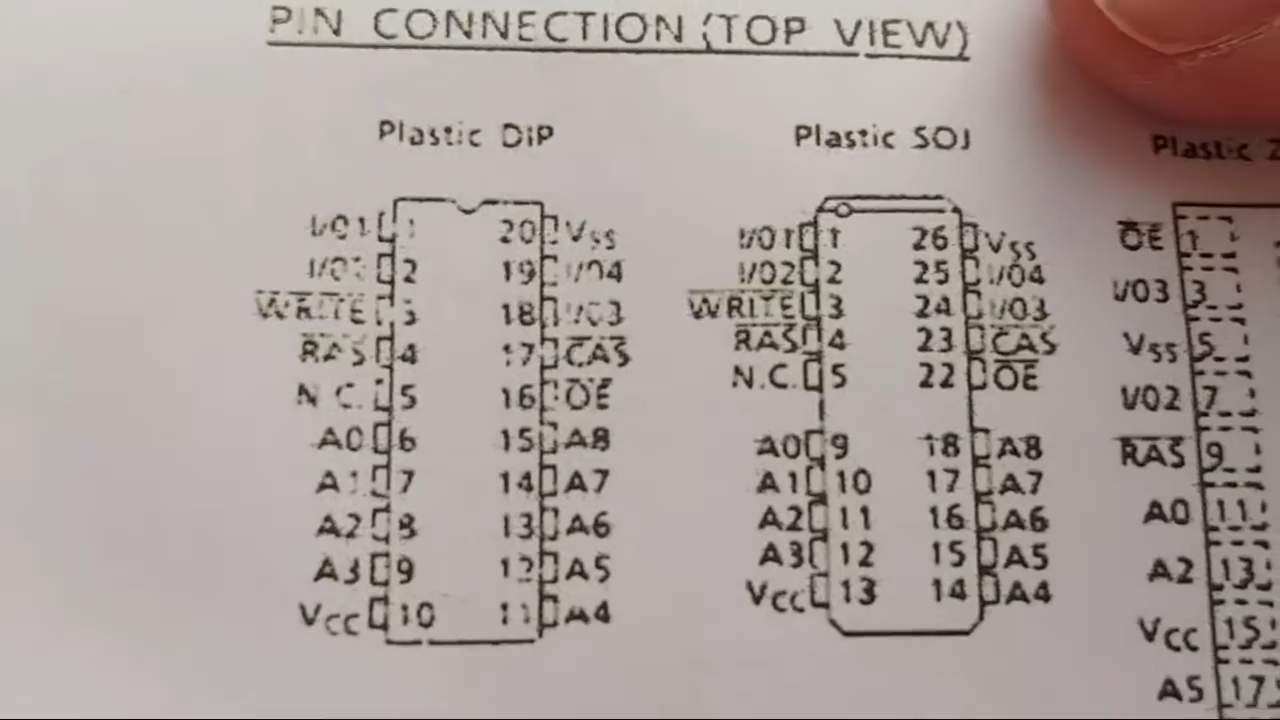 PIN CONNECTION (TOP VIEW)
Plastic DIP
I/O1 1 20 VSS
I/O2 2 19 I/O4
WRITE 3 18 I/O3
RAS 4 17 CAS
N.C. 5 16 OE
A0 6 15 A8
A1 7 14 A7
A2 8 13 A6
A3 9 12 A5
VCC 10 11 A4
Plastic SOJ
I/O1 1 26 VSS
I/O2 2 25 I/O4
WRITE 3 24 I/O3
RAS 4 23 CAS
N.C. 5 22 OE
A0 9 18 A8
A1 10 17 A7
A2 11 16 A6
A3 12 15 A5
VCC 13 14 A4
Plastic
OE 1
I/O3 3
VSS 5
I/O2 7
RAS 9
A0 11
A2 13
VCC 15
A5 17